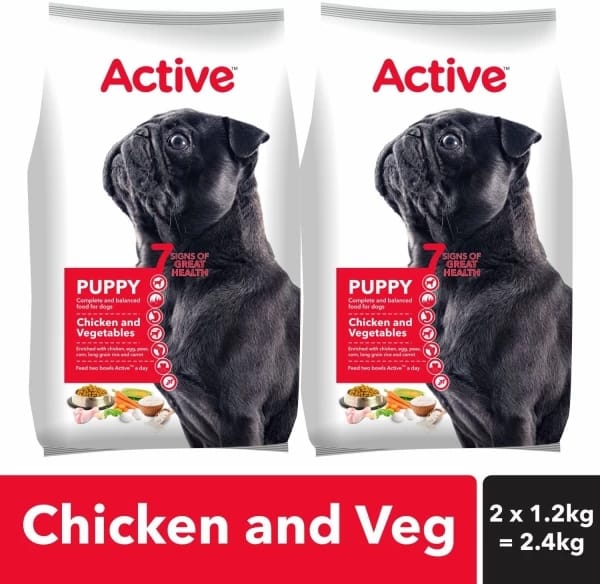 Active™
7 SIGNS OF
GREAT
HEALTH
PUPPY
Complete and balanced
food for dogs
Chicken and
Vegetables
Enriched with chicken, egg, peas,
corn, long grain rice and carrot
Feed two bowls Active™ a day
Active™
7 SIGNS OF
GREAT
HEALTH
PUPPY
Complete and balanced
food for dogs
Chicken and
Vegetables
Enriched with chicken, egg, peas,
corn, long grain rice and carrot
Feed two bowls Active™ a day
Chicken and Veg
2 x 1.2kg
= 2.4kg